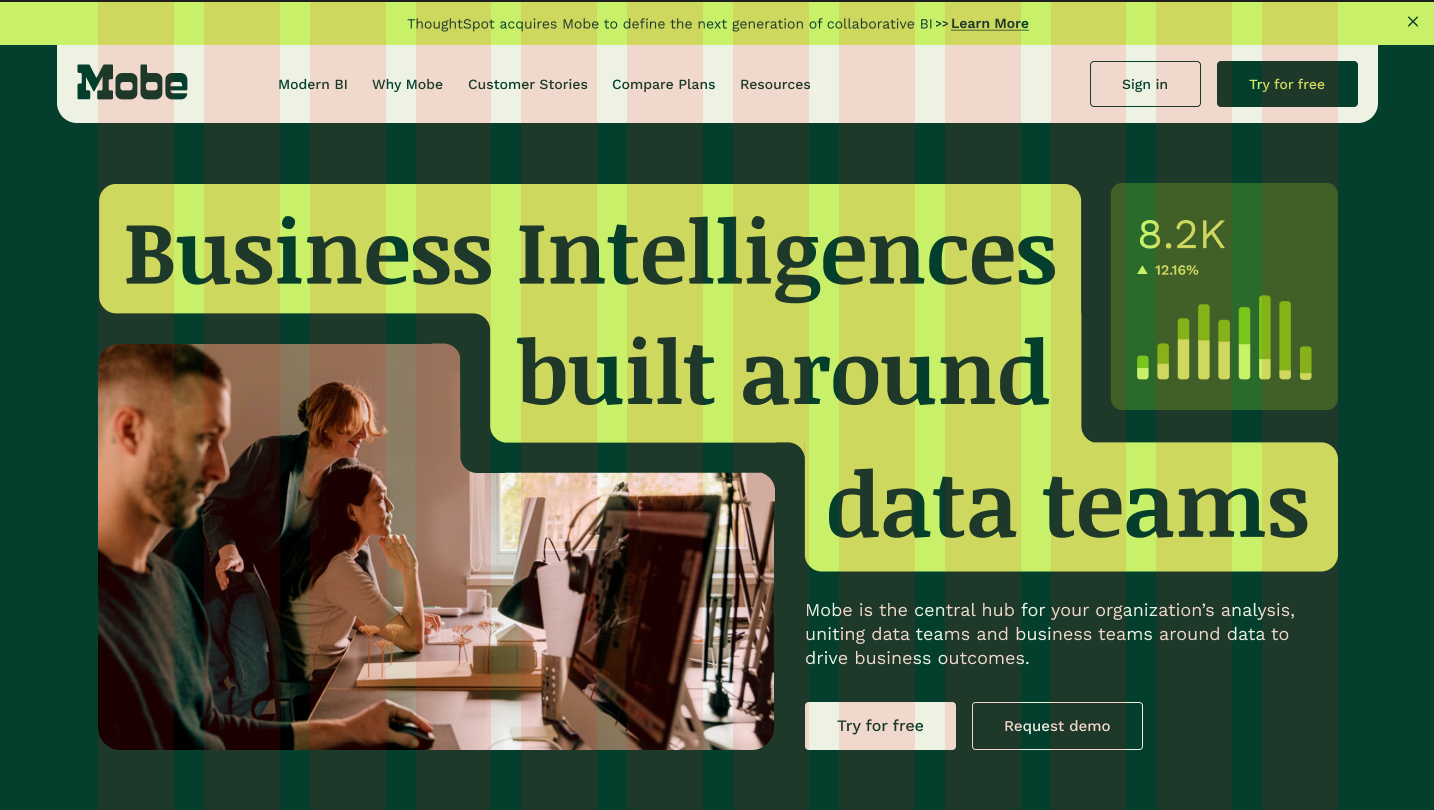 ThoughtSpot acquires Mobe to define the next generation of collaborative BI >> Learn More
Mobe
Modern BI Why Mobe Customer Stories Compare Plans Resources
Sign in
Try for free
Business Intelligences
built around
data teams
8.2K
12.16%
Mobe is the central hub for your organization’s analysis,
uniting data teams and business teams around data to
drive business outcomes.
Try for free
Request demo